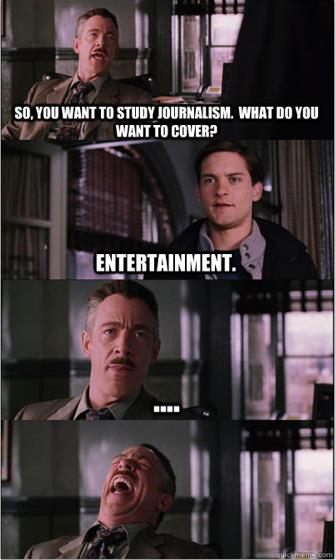 SO, YOU WANT TO STUDY JOURNALISM. WHAT DO YOU
WANT TO COVER?
ENTERTAINMENT.
....
quickmeme.com